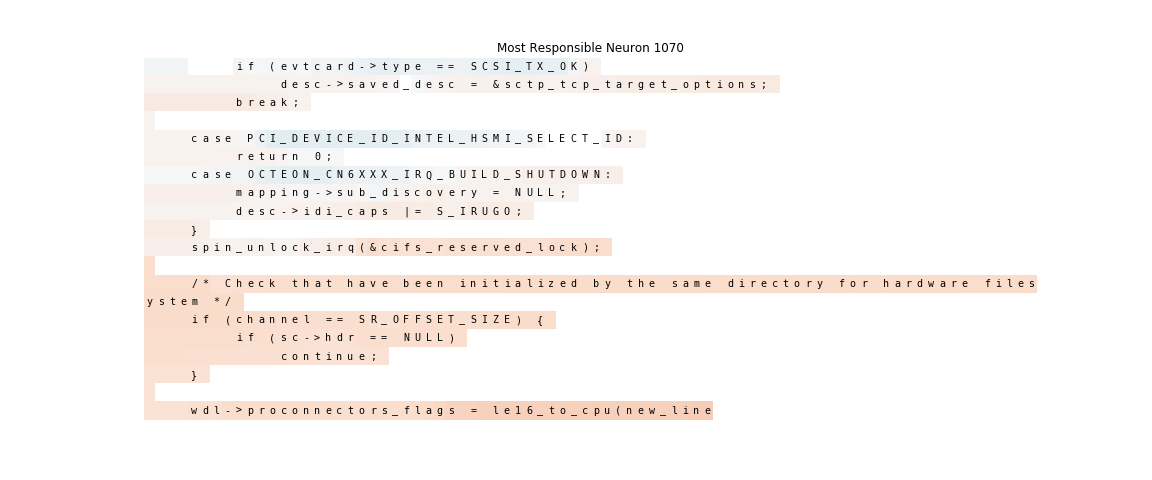 Most Responsible Neuron 1070
if (evtcard->type == SCSI_TX_OK)
desc->saved_desc = &sctp_tcp_target_options;
break;
case PCI_DEVICE_ID_INTEL_HSMI_SELECT_ID:
return 0;
case OCTEON_CN6XXX_IRQ_BUILD_SHUTDOWN:
mapping->sub_discovery = NULL;
desc->idi_caps |= S_IRUGO;
}
spin_unlock_irq(&cifs_reserved_lock);
/* Check that have been initialized by the same directory for hardware files
ystem */
if (channel == SR_OFFSET_SIZE) {
if (sc->hdr == NULL)
continue;
}
wdl->proconnectors_flags = le16_to_cpu(new_line